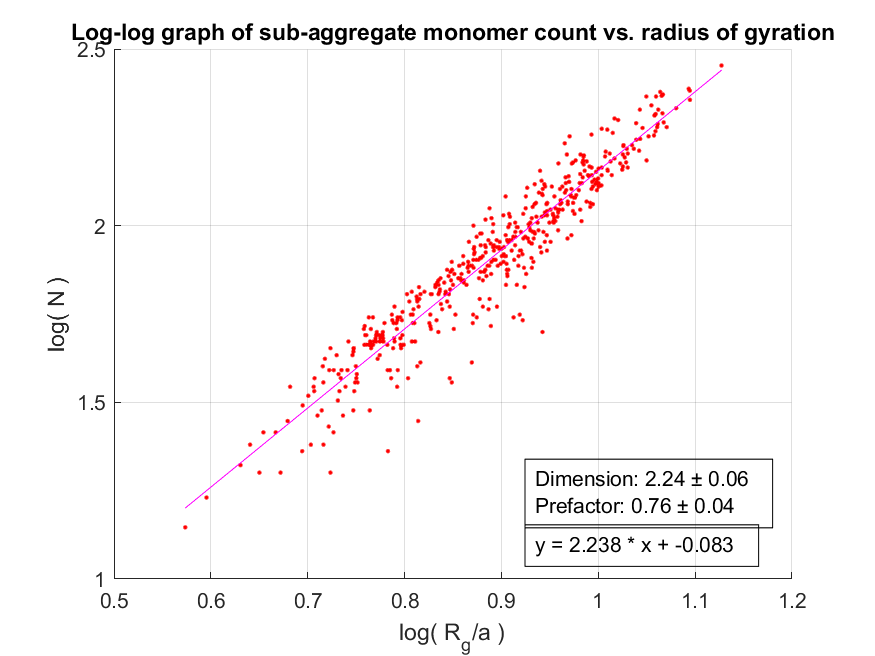 Log-log graph of sub-aggregate monomer count vs. radius of gyration
2.5
2
1.5
1
log( N )
Dimension: 2.24 ± 0.06
Prefactor: 0.76 ± 0.04
y = 2.238 * x + -0.083
0.5 0.6 0.7 0.8 0.9 1 1.1 1.2
log( R_g/a )